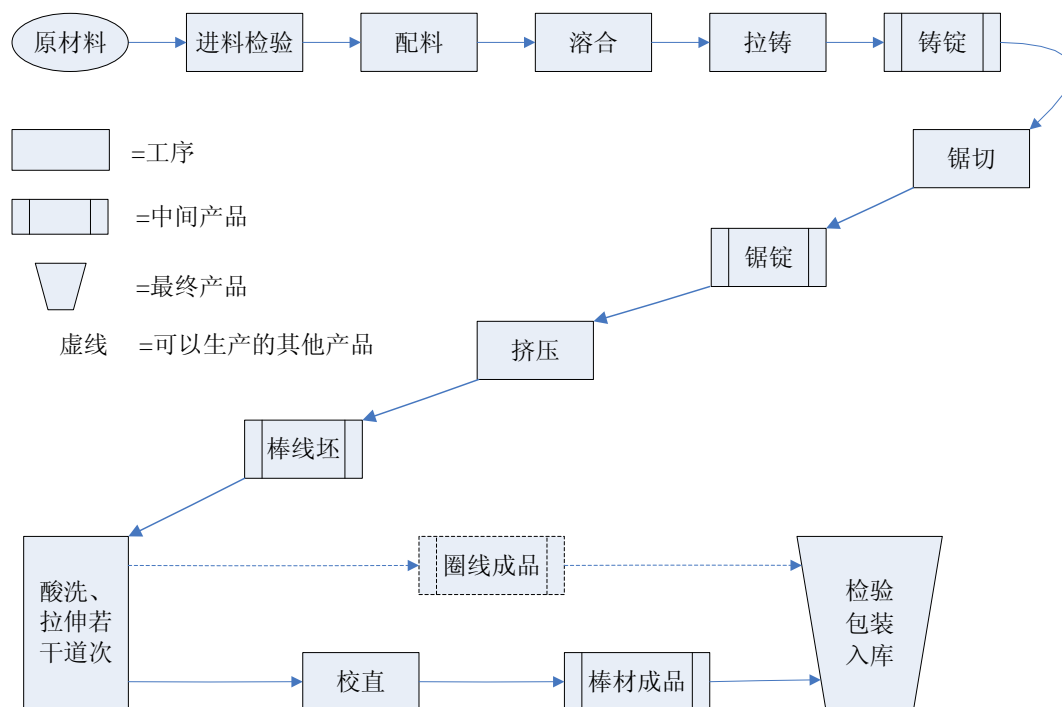 原材料
进料检验
配料
溶合
拉铸
铸锭
=工序
锯切
=中间产品
锯锭
=最终产品
虚线 =可以生产的其他产品
挤压
棒线坯
酸洗、
拉伸若
干道次
圈线成品
检验
包装
入库
校直
棒材成品